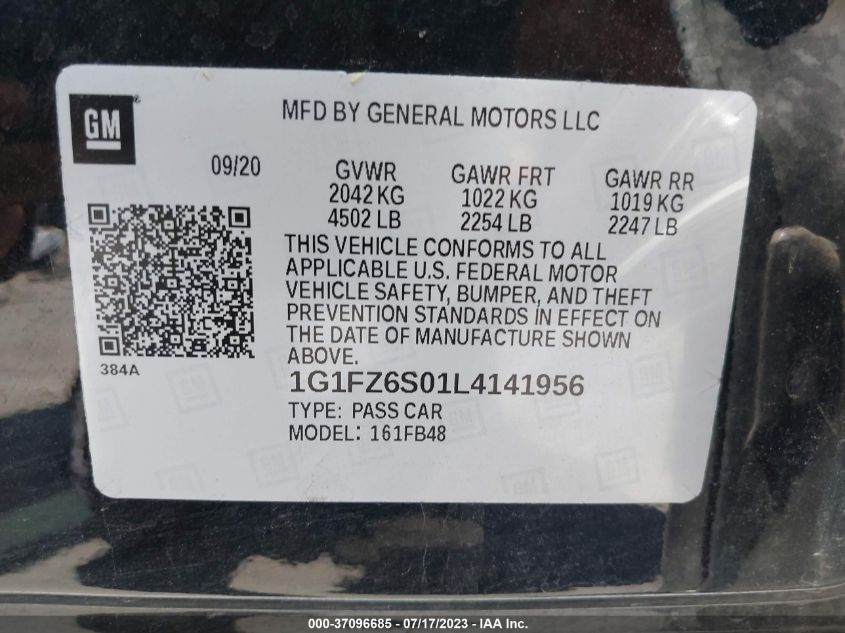 GM
MFD BY GENERAL MOTORS LLC
09/20
GVWR GAWR FRT GAWR RR
2042 KG 1022 KG 1019 KG
4502 LB 2254 LB 2247 LB
THIS VEHICLE CONFORMS TO ALL
APPLICABLE U.S. FEDERAL MOTOR
VEHICLE SAFETY, BUMPER, AND THEFT
PREVENTION STANDARDS IN EFFECT ON
THE DATE OF MANUFACTURE SHOWN
ABOVE.
384A
1G1FZ6S01L4141956
TYPE: PASS CAR
MODEL: 161FB48
000-37096685 - 07/17/2023 - IAAI.com.